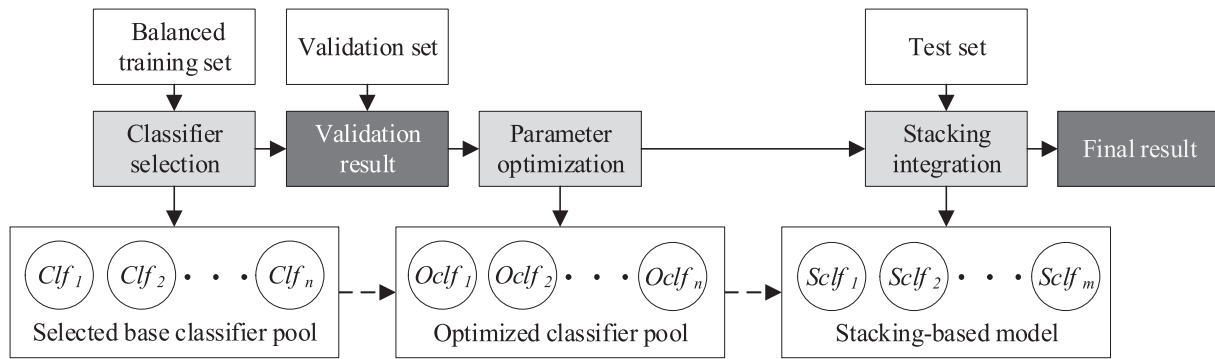 Balanced
training set
Validation set
Test set
Classifier
selection
Validation
result
Parameter
optimization
Stacking
integration
Final result
Clf 1 Clf 2 · · · Clf n
Selected base classifier pool
Oclf 1 Oclf 2 · · · Oclf n
Optimized classifier pool
Sclf 1 Sclf 2 · · · Sclf m
Stacking-based model